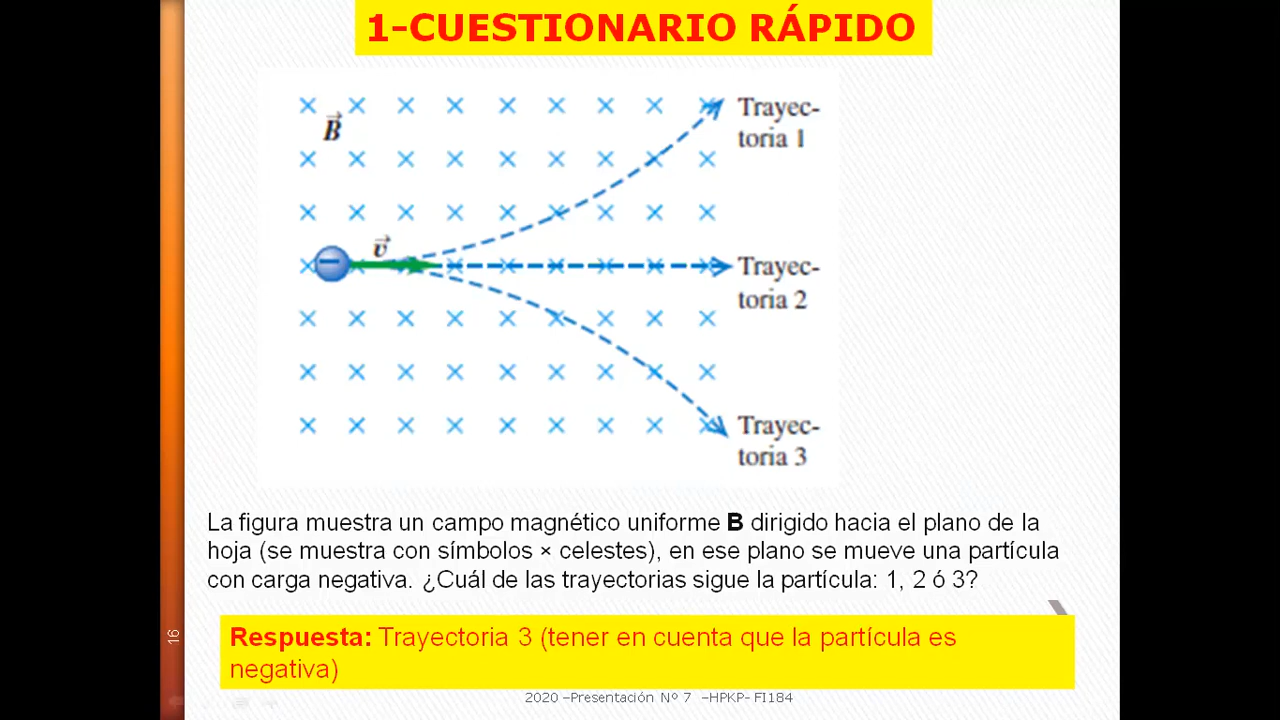 1-CUESTIONARIO RÁPIDO
B
Trayec-
toria 1
v
Trayec-
toria 2
Trayec-
toria 3
La figura muestra un campo magnético uniforme B dirigido hacia el plano de la
hoja (se muestra con símbolos × celestes), en ese plano se mueve una partícula
con carga negativa. ¿Cuál de las trayectorias sigue la partícula: 1, 2 ó 3?
Respuesta: Trayectoria 3 (tener en cuenta que la partícula es
negativa)
16
2020 –Presentación Nº 7 –HPKP- FI184